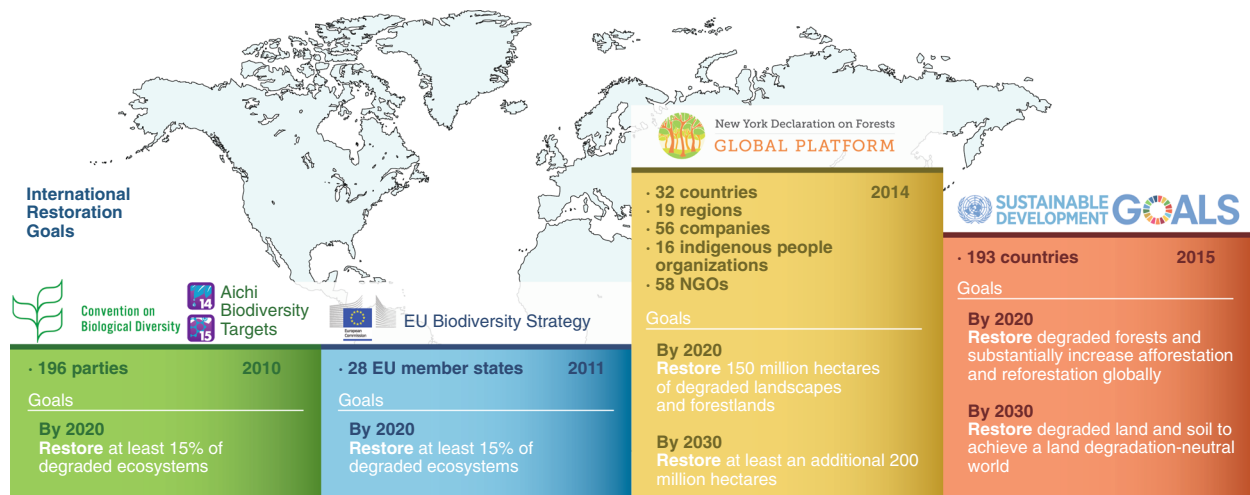 International
Restoration
Goals
Convention on
Biological Diversity
14
15
Aichi
Biodiversity
Targets
· 196 parties 2010
Goals
By 2020
Restore at least 15% of
degraded ecosystems
European
Commission
EU Biodiversity Strategy
· 28 EU member states 2011
Goals
By 2020
Restore at least 15% of
degraded ecosystems
New York Declaration on Forests
GLOBAL PLATFORM
· 32 countries 2014
· 19 regions
· 56 companies
· 16 indigenous people
organizations
· 58 NGOs
Goals
By 2020
Restore 150 million hectares
of degraded landscapes
and forestlands
By 2030
Restore at least an additional 200
million hectares
SUSTAINABLE
DEVELOPMENT
GOALS
· 193 countries 2015
Goals
By 2020
Restore degraded forests and
substantially increase afforestation
and reforestation globally
By 2030
Restore degraded land and soil to
achieve a land degradation-neutral
world